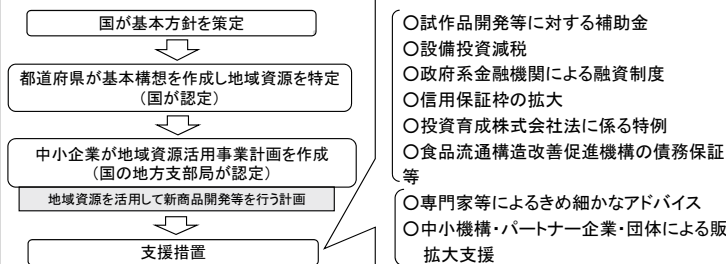 国が基本方針を策定
都道府県が基本構想を作成し地域資源を特定
(国が認定)
中小企業が地域資源活用事業計画を作成
(国の地方支部局が認定)
地域資源を活用して新商品開発等を行う計画
支援措置
○試作品開発等に対する補助金
○設備投資減税
○政府系金融機関による融資制度
○信用保証枠の拡大
○投資育成株式会社法に係る特例
○食品流通構造改善促進機構の債務保証
等
○専門家等によるきめ細かなアドバイス
○中小機構・パートナー企業・団体による販
拡大支援